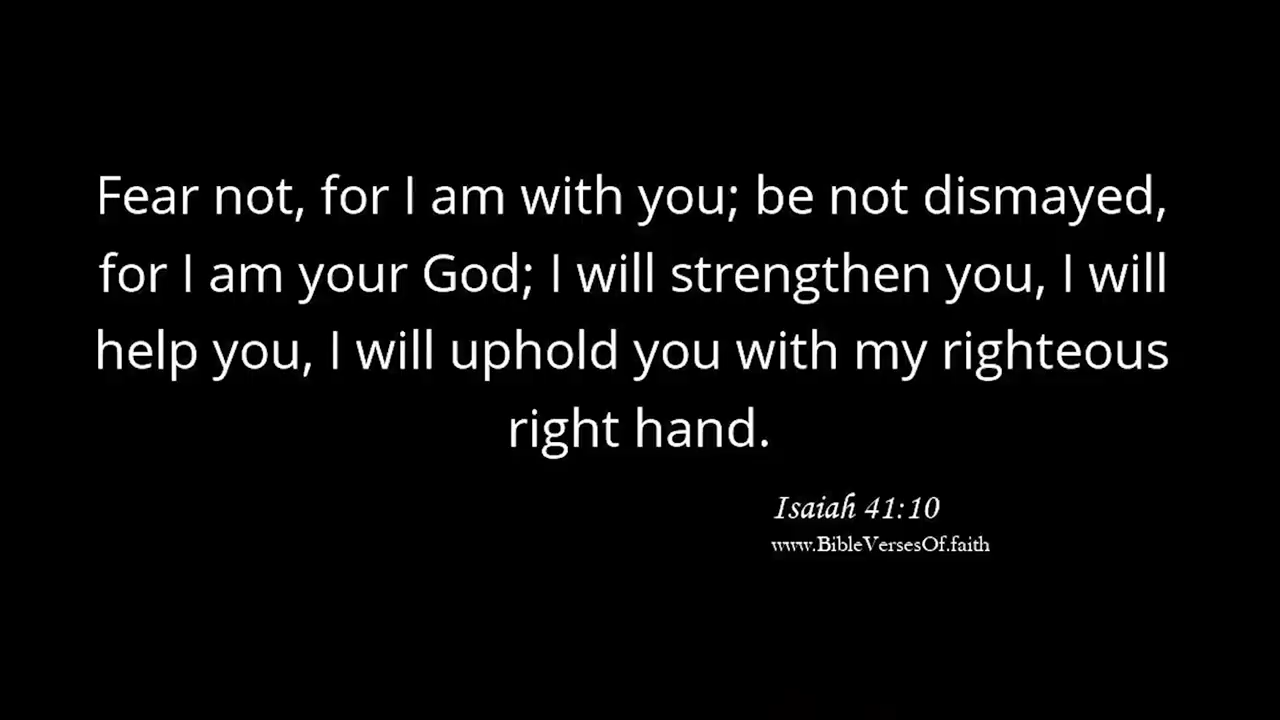 Fear not, for I am with you; be not dismayed,
for I am your God; I will strengthen you, I will
help you, I will uphold you with my righteous
right hand.
Isaiah 41:10
www.BibleVersesOf.faith